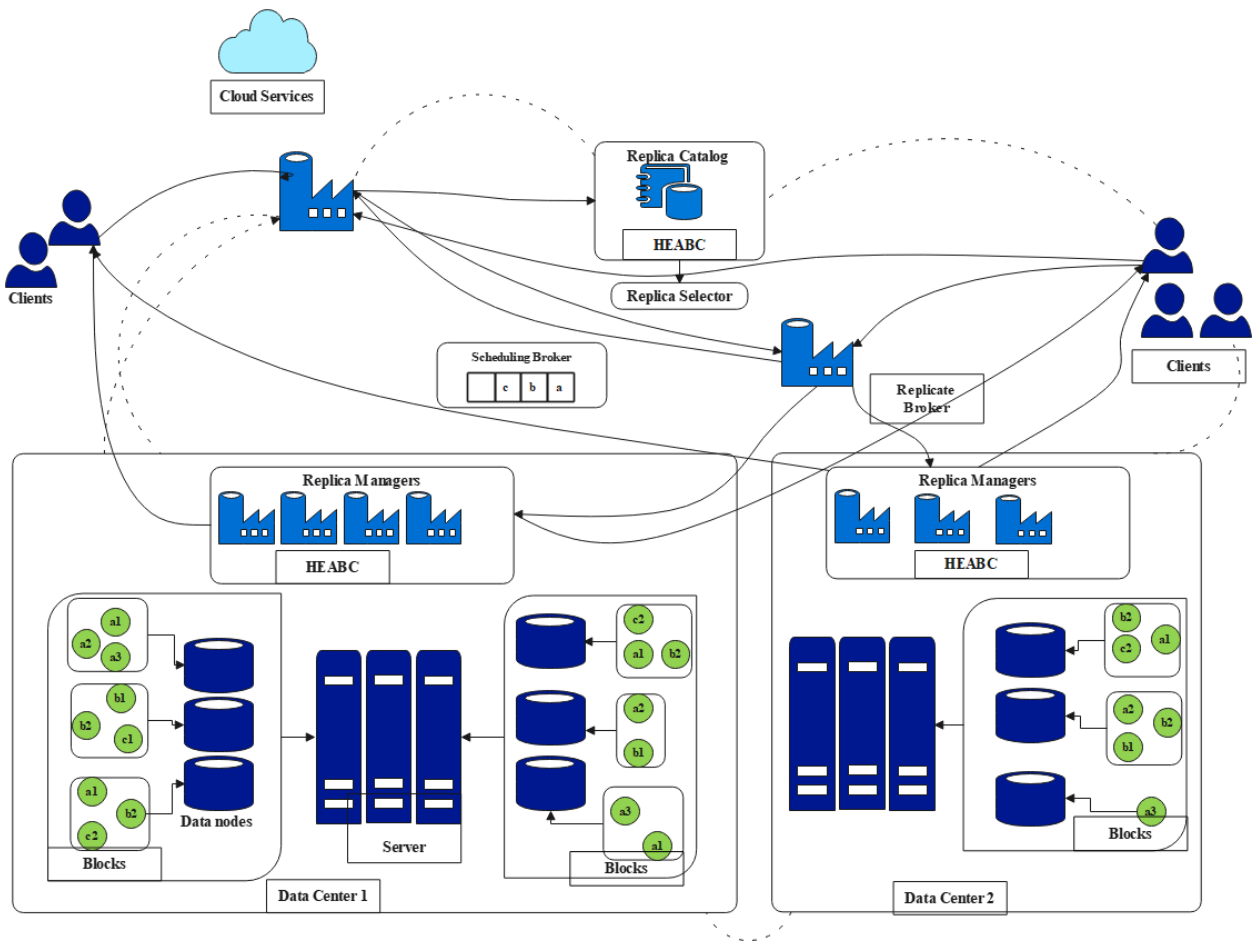 Cloud Services
Replica Catalog
HEABC
Replica Selector
Clients
Clients
Scheduling Broker
c b a
Replicate
Broker
Replica Managers
HEABC
Replica Managers
HEABC
a1
a2
a3
b1
b2
c1
a1
b2
c2
Data nodes
Blocks
Server
c2
a1
b2
a2
b1
a3
a1
Blocks
Data Center 1
b2
a1
c2
a2
b2
b1
a3
Blocks
Data Center 2